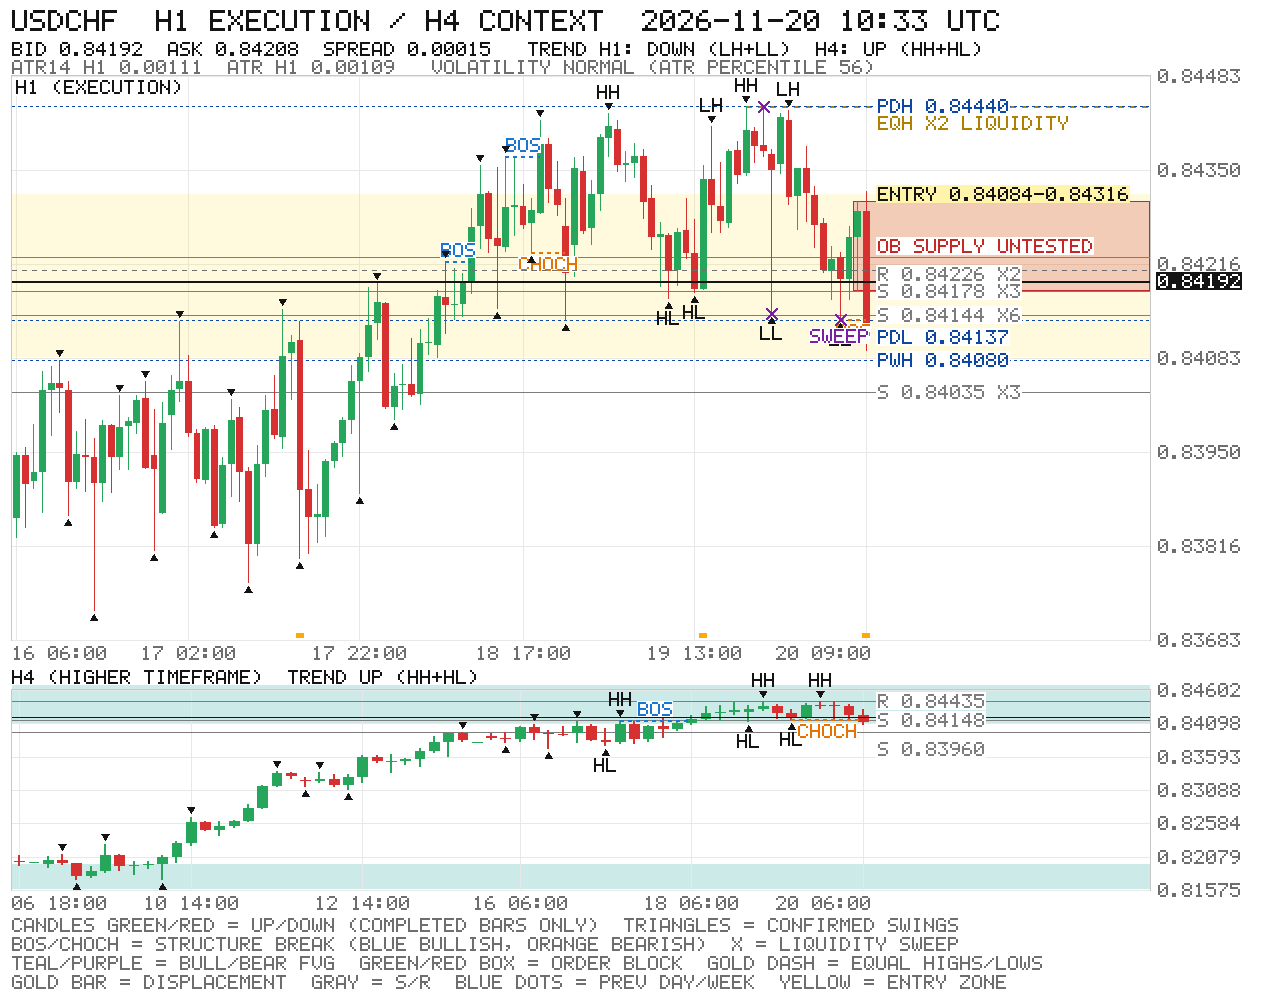 USDCHF  H1 EXECUTION / H4 CONTEXT  2026-11-20 10:33 UTC
BID 0.84192  ASK 0.84208  SPREAD 0.00015  TREND H1: DOWN (LH+LL)  H4: UP (HH+HL)
ATR14 H1 0.00111  ATR H1 0.00109  VOLATILITY NORMAL (ATR PERCENTILE 56)
0.84483
H1 (EXECUTION)
HH
HH
LH
LH
PDH 0.84440
EQH X2 LIQUIDITY
BOS
0.84350
ENTRY 0.84084-0.84316
BOS
OB SUPPLY UNTESTED
CHOCH
0.84216
R 0.84226 X2
0.84192
S 0.84178 X3
HL
HL
S 0.84144 X6
LL
SWEEP
PDL 0.84137
0.84083
PWH 0.84080
S 0.84035 X3
0.83950
0.83816
0.83683
16 06:00
17 02:00
17 22:00
18 17:00
19 13:00
20 09:00
H4 (HIGHER TIMEFRAME)  TREND UP (HH+HL)
HH
HH
HH
0.84602
R 0.84435
BOS
S 0.84148
0.84098
CHOCH
HL
HL
HL
S 0.83960
0.83593
0.83088
0.82584
0.82079
0.81575
06 18:00
10 14:00
12 14:00
16 06:00
18 06:00
20 06:00
CANDLES GREEN/RED = UP/DOWN (COMPLETED BARS ONLY)  TRIANGLES = CONFIRMED SWINGS
BOS/CHOCH = STRUCTURE BREAK (BLUE BULLISH, ORANGE BEARISH)  X = LIQUIDITY SWEEP
TEAL/PURPLE = BULL/BEAR FVG  GREEN/RED BOX = ORDER BLOCK  GOLD DASH = EQUAL HIGHS/LOWS
GOLD BAR = DISPLACEMENT  GRAY = S/R  BLUE DOTS = PREV DAY/WEEK  YELLOW = ENTRY ZONE